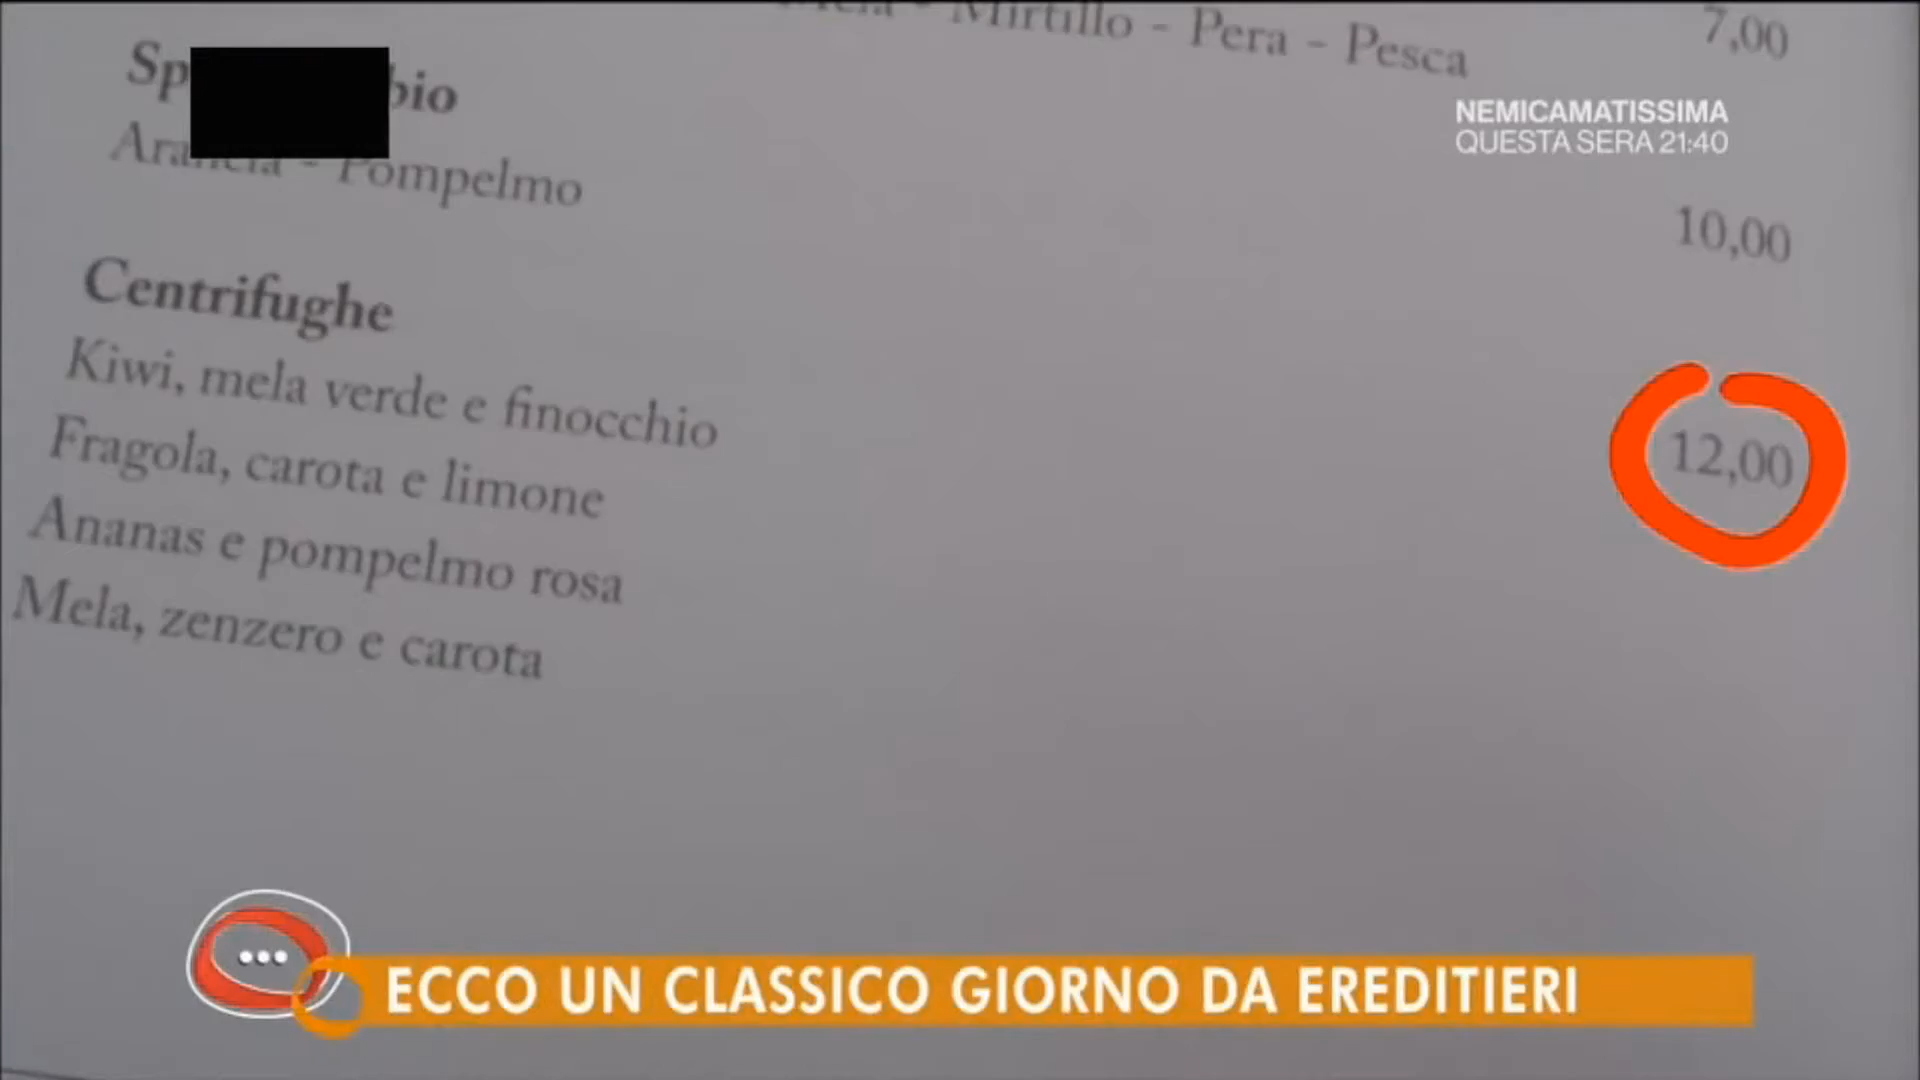 Mirtillo - Pera - Pesca 7,00
NEMICAMATISSIMA
QUESTA SERA 21:40
bio
Pompelmo 10,00
Centrifughe
Kiwi, mela verde e finocchio 12,00
Fragola, carota e limone
Ananas e pompelmo rosa
Mela, zenzero e carota
ECCO UN CLASSICO GIORNO DA EREDITIERI